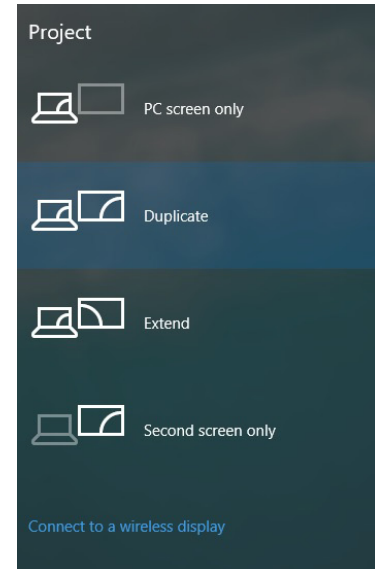 Project
PC screen only
Duplicate
Extend
Second screen only
Connect to a wireless display